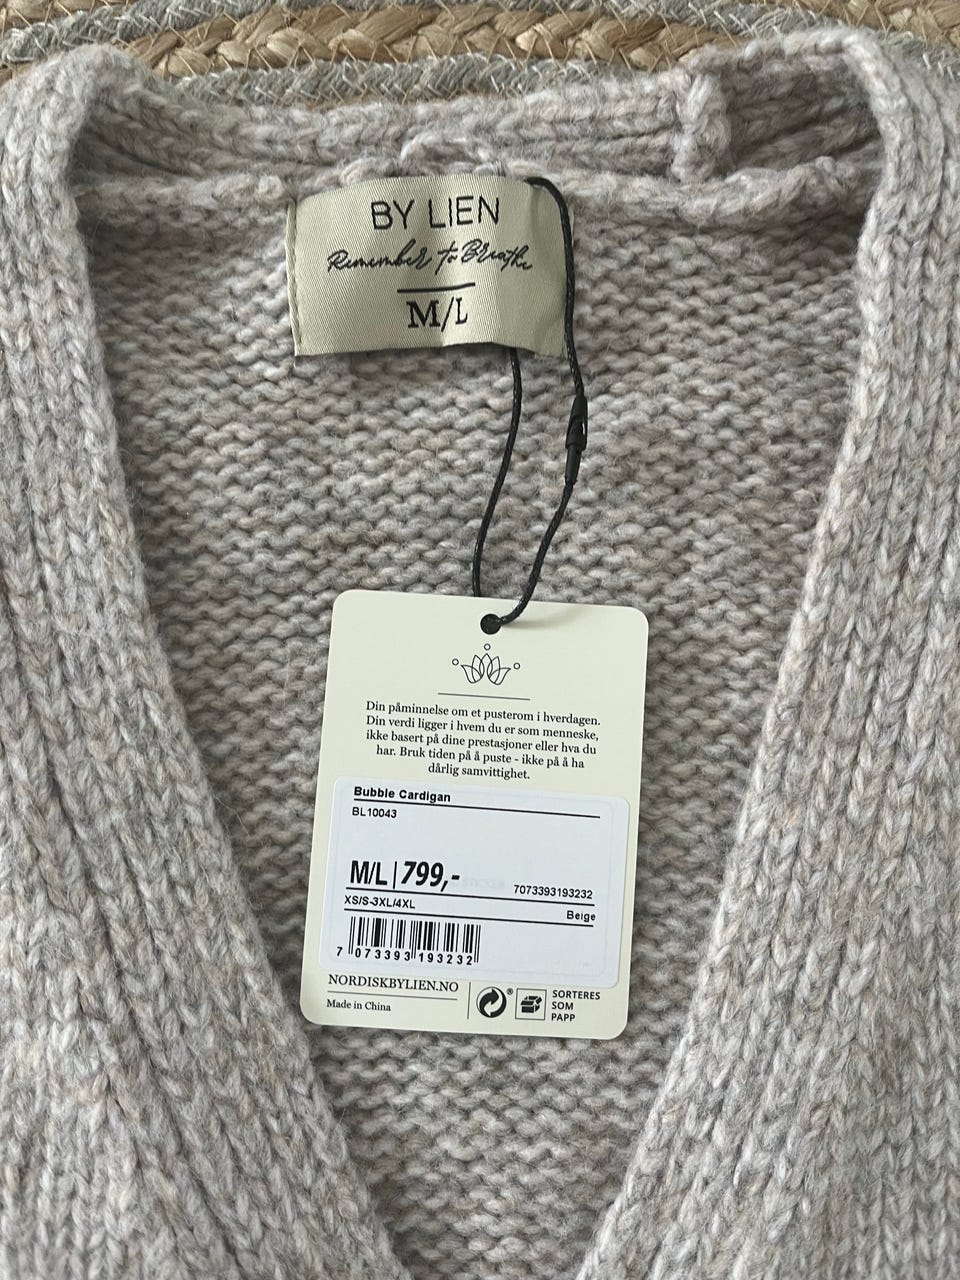 BY LIEN
Remember to Breathe
M/L
Din påminnelse om et pusterom i hverdagen.
Din verdi ligger i hvem du er som menneske,
ikke basert på dine prestasjoner eller hva du
har. Bruk tiden på å puste - ikke på å ha
dårlig samvittighet.
Bubble Cardigan
BL10043
M/L | 799,-
7073393193232
XS/S-3XL/4XL
Beige
7 073393 193232
NORDISKBYLIEN.NO
Made in China
®
SORTERES
SOM
PAPP